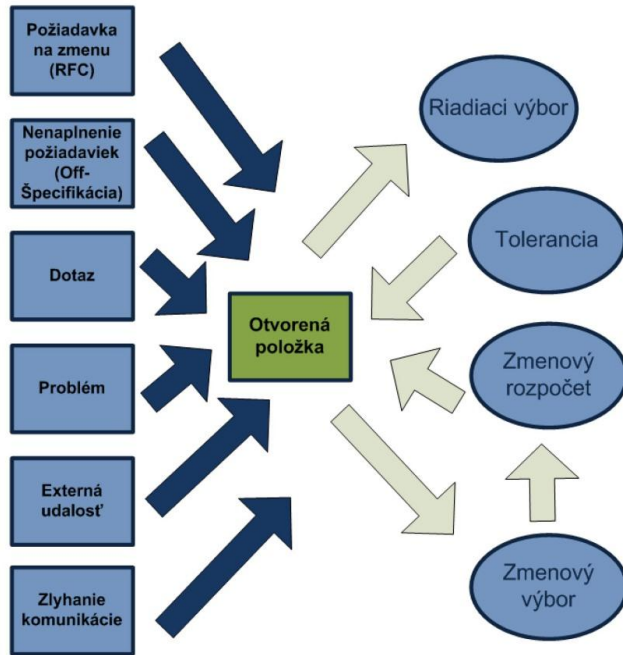 Požiadavka
na zmenu
(RFC)
Nenaplnenie
požiadaviek
(Off-
Špecifikácia)
Dotaz
Problém
Externá
udalosť
Zlyhanie
komunikácie
Otvorená
položka
Riadiaci výbor
Tolerancia
Zmenový
rozpočet
Zmenový
výbor